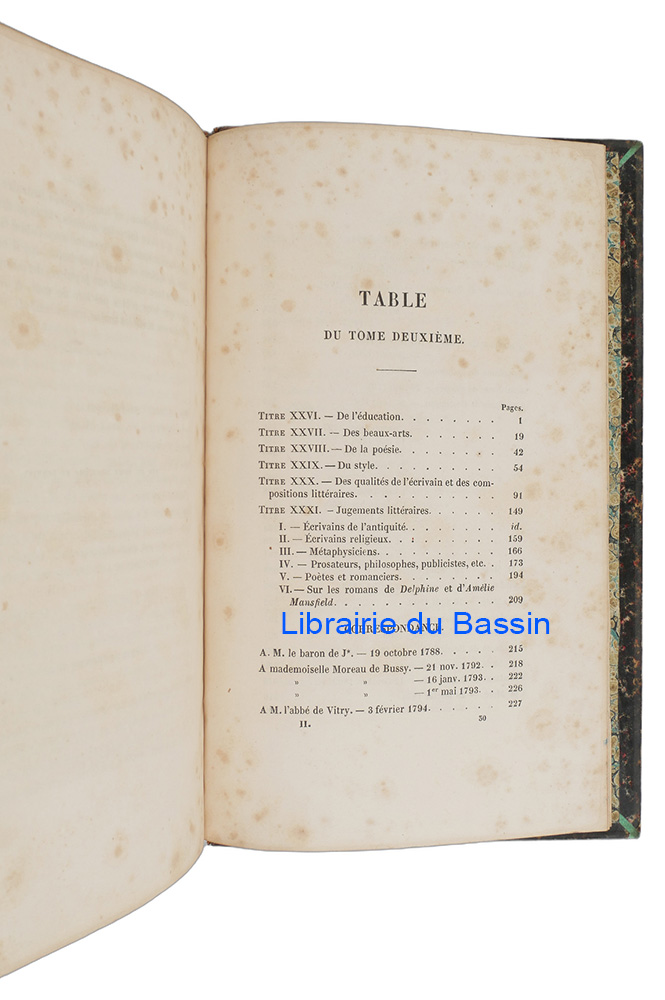 TABLE
DU TOME DEUXIÈME.
Pages.
TITRE XXVI. — De l'éducation. . . . . . . . 1
TITRE XXVII. — Des beaux-arts. . . . . . . 19
TITRE XXVIII. — De la poésie. . . . . . . . 42
TITRE XXIX. — Du style. . . . . . . . . . 54
TITRE XXX. — Des qualités de l'écrivain et des com-
positions littéraires. . . . . . . . . . . 91
TITRE XXXI. - Jugements littéraires. . . . . . 149
I. — Écrivains de l'antiquité. . . . . . . . id.
II. — Écrivains religieux. . . . . . . . . 159
III. — Métaphysiciens. . . . . . . . . . 166
IV. — Prosateurs, philosophes, publicistes, etc. . 173
V. — Poètes et romanciers. . . . . . . . 194
VI. — Sur les romans de Delphine et d'Amélie
Mansfield. . . . . . . . . . . . . 209
Librairie du Bassin
CORRESPONDANCE.
A. M. le baron de J*. — 19 octobre 1788. . . . . 215
A mademoiselle Moreau de Bussy. — 21 nov. 1792. . 218
» » — 16 janv. 1793. . 222
» » — 1er mai 1793. . 226
A M. l'abbé de Vitry. — 3 février 1794. . . . . . 227
II. 30